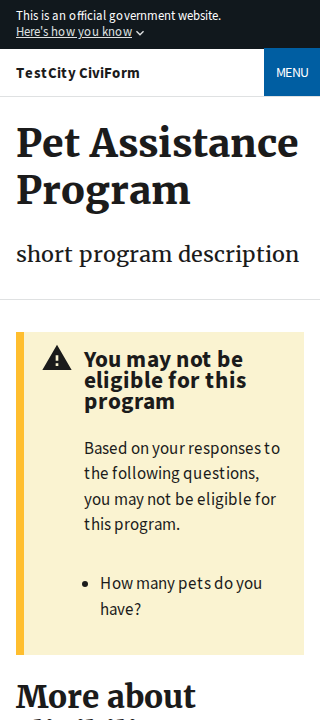 This is an official government website.
Here's how you know
TestCity CiviForm
MENU
Pet Assistance
Program
short program description
You may not be
eligible for this
program
Based on your responses to
the following questions,
you may not be eligible for
this program.
How many pets do you
have?
More about